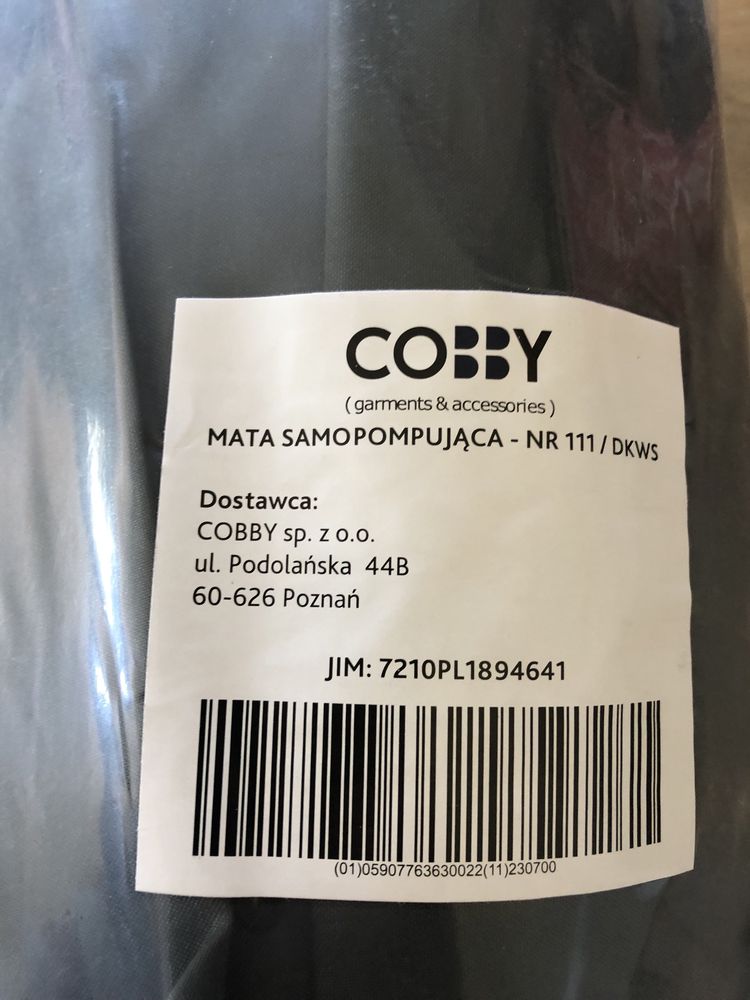 COBBY
( garments & accessories )
MATA SAMOPOMPUJĄCA - NR 111 / DKWS
Dostawca:
COBBY sp. z o.o.
ul. Podolańska 44B
60-626 Poznań
JIM: 7210PL1894641
(01)05907763630022(11)230700